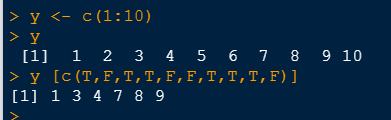 > y <- c(1:10)
> y
 [1]  1  2  3  4  5  6  7  8  9 10
> y [c(T,F,T,T,F,F,T,T,T,F)]
[1] 1 3 4 7 8 9
>